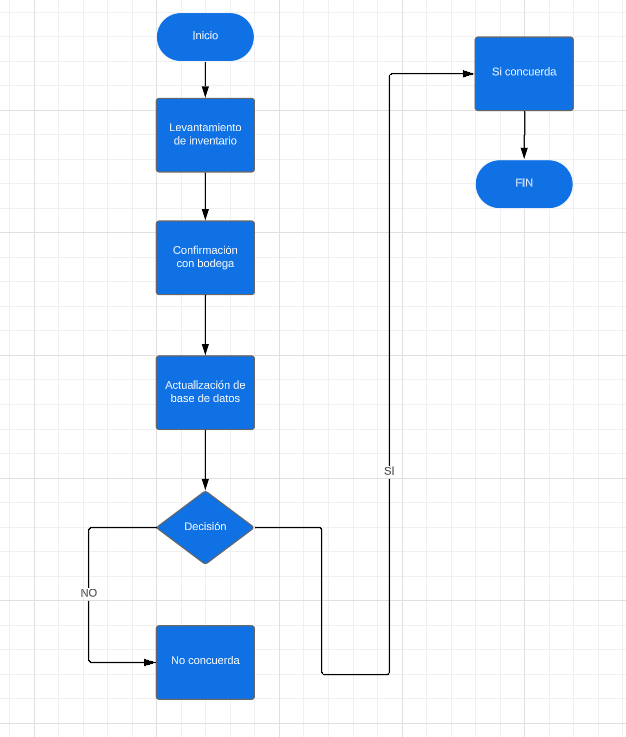 Inicio
Levantamiento
de inventario
Confirmación
con bodega
Actualización de
base de datos
Decisión
NO
No concuerda
SI
Si concuerda
FIN